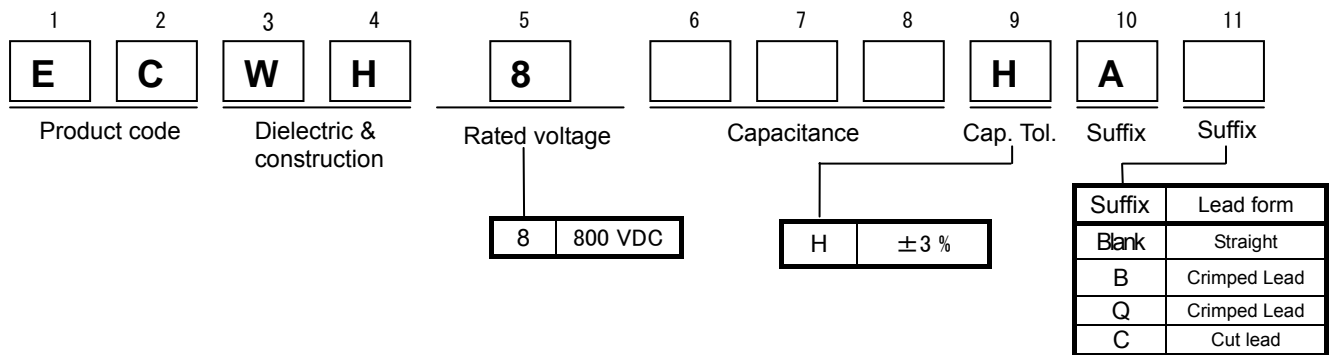 1 2 3 4 5 6 7 8 9 10 11
E C W H 8 H A
Product code Dielectric & construction Rated voltage Capacitance Cap. Tol. Suffix Suffix
8 800 VDC
H ±3 %
Suffix Lead form
Blank Straight
B Crimped Lead
Q Crimped Lead
C Cut lead